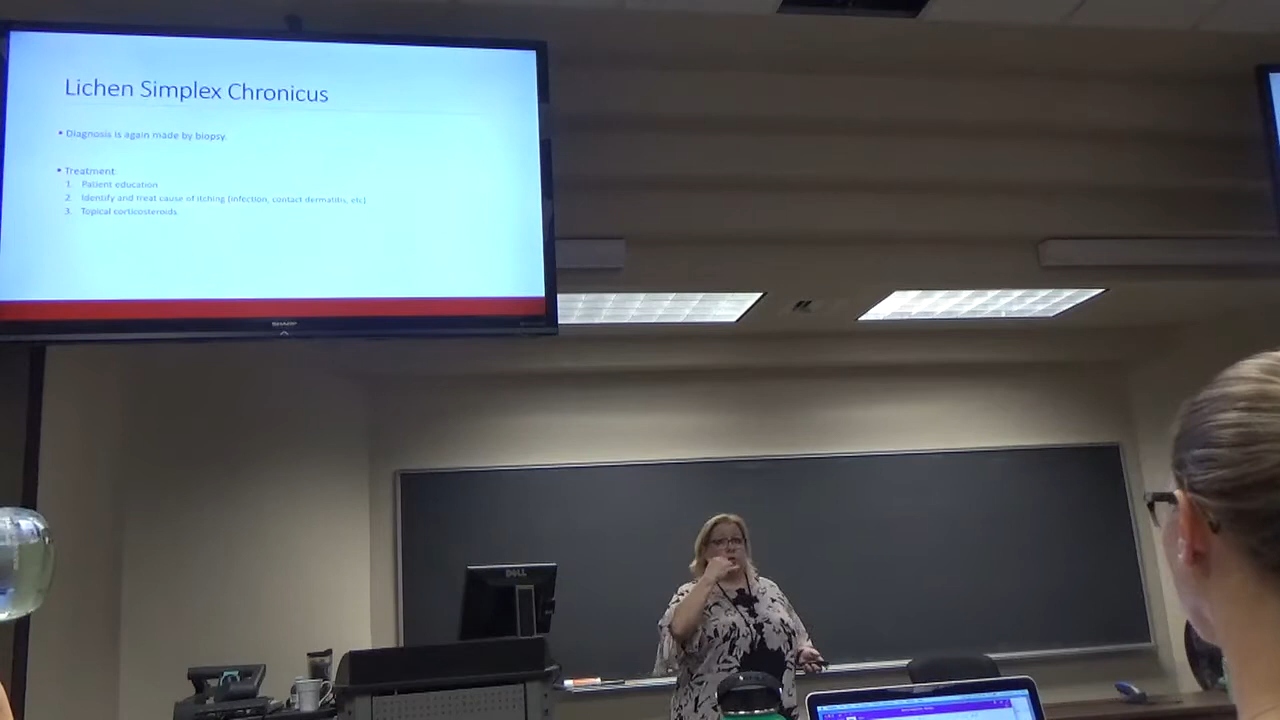 Lichen Simplex Chronicus
• Diagnosis is again made by biopsy.
• Treatment
1. Patient education
2. Identify and treat cause of itching (infection, contact dermatitis, etc)
3. Topical corticosteroids.
SHARP
DELL